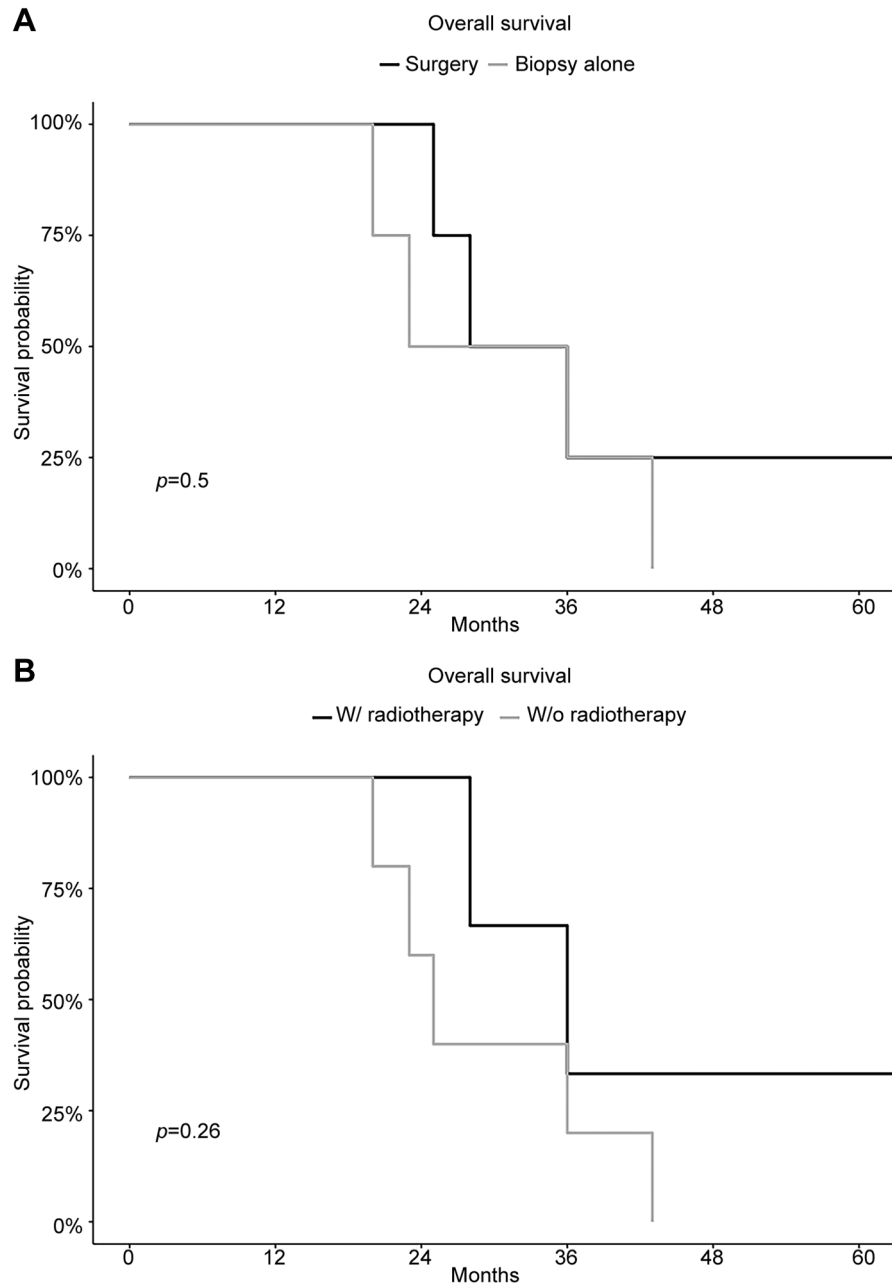 A
Overall survival
Surgery Biopsy alone
100%
75%
50%
25%
0%
Survival probability
p=0.5
0 12 24 36 48 60
Months
B
Overall survival
W/ radiotherapy W/o radiotherapy
100%
75%
50%
25%
0%
Survival probability
p=0.26
0 12 24 36 48 60
Months